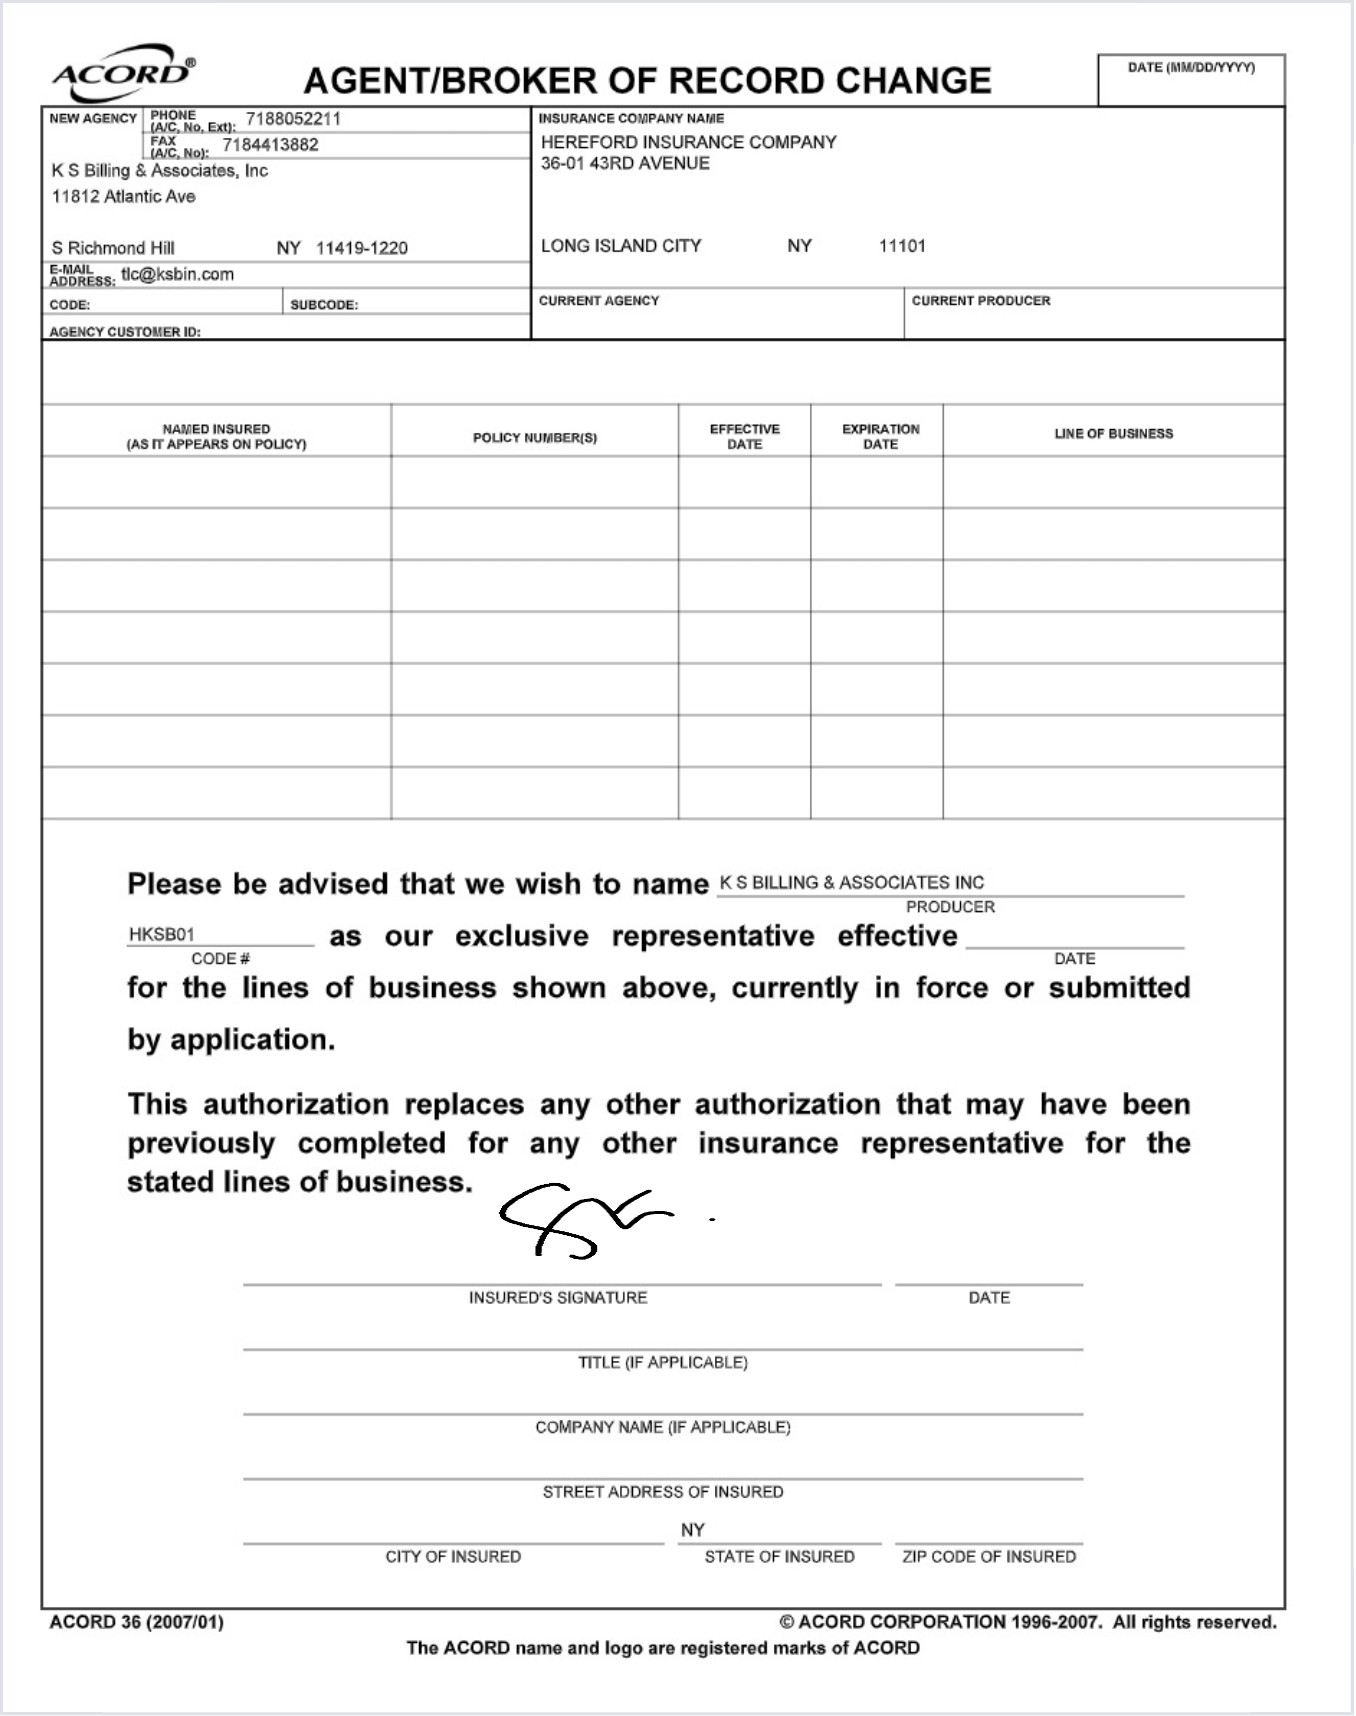 ACORD®
AGENT/BROKER OF RECORD CHANGE
DATE (MM/DD/YYYY)
NEW AGENCY
PHONE (A/C, No, Ext): 7188052211
FAX (A/C, No): 7184413882
K S Billing & Associates, Inc
11812 Atlantic Ave
S Richmond Hill NY 11419-1220
E-MAIL ADDRESS: tlc@ksbin.com
CODE: SUBCODE:
AGENCY CUSTOMER ID:
INSURANCE COMPANY NAME
HEREFORD INSURANCE COMPANY
36-01 43RD AVENUE
LONG ISLAND CITY NY 11101
CURRENT AGENCY CURRENT PRODUCER
NAMED INSURED
(AS IT APPEARS ON POLICY)
POLICY NUMBER(S)
EFFECTIVE
DATE
EXPIRATION
DATE
LINE OF BUSINESS
Please be advised that we wish to name K S BILLING & ASSOCIATES INC
PRODUCER
HKSB01 as our exclusive representative effective
CODE # DATE
for the lines of business shown above, currently in force or submitted
by application.
This authorization replaces any other authorization that may have been
previously completed for any other insurance representative for the
stated lines of business.
INSURED'S SIGNATURE DATE
TITLE (IF APPLICABLE)
COMPANY NAME (IF APPLICABLE)
STREET ADDRESS OF INSURED
NY
CITY OF INSURED STATE OF INSURED ZIP CODE OF INSURED
ACORD 36 (2007/01) © ACORD CORPORATION 1996-2007. All rights reserved.
The ACORD name and logo are registered marks of ACORD